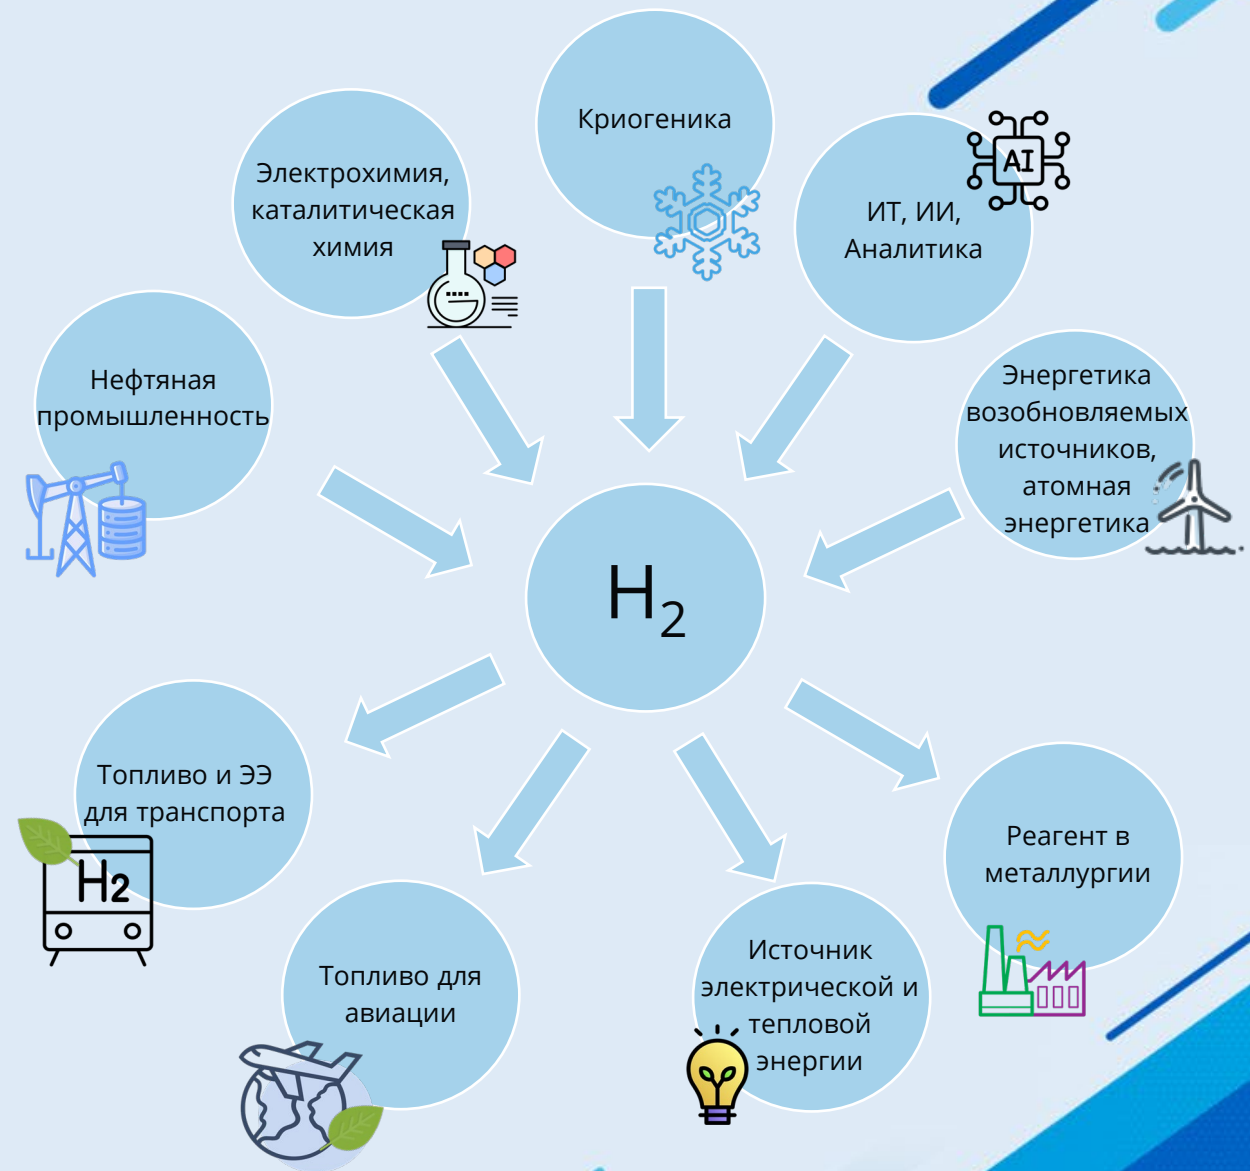 Криогеника
Электрохимия,
каталитическая
химия
AI
ИТ, ИИ,
Аналитика
Нефтяная
промышленность
Энергетика
возобновляемых
источников,
атомная
энергетика
H2
Топливо и ЭЭ
для транспорта
H2
Реагент в
металлургии
Топливо для
авиации
Источник
электрической и
тепловой
энергии